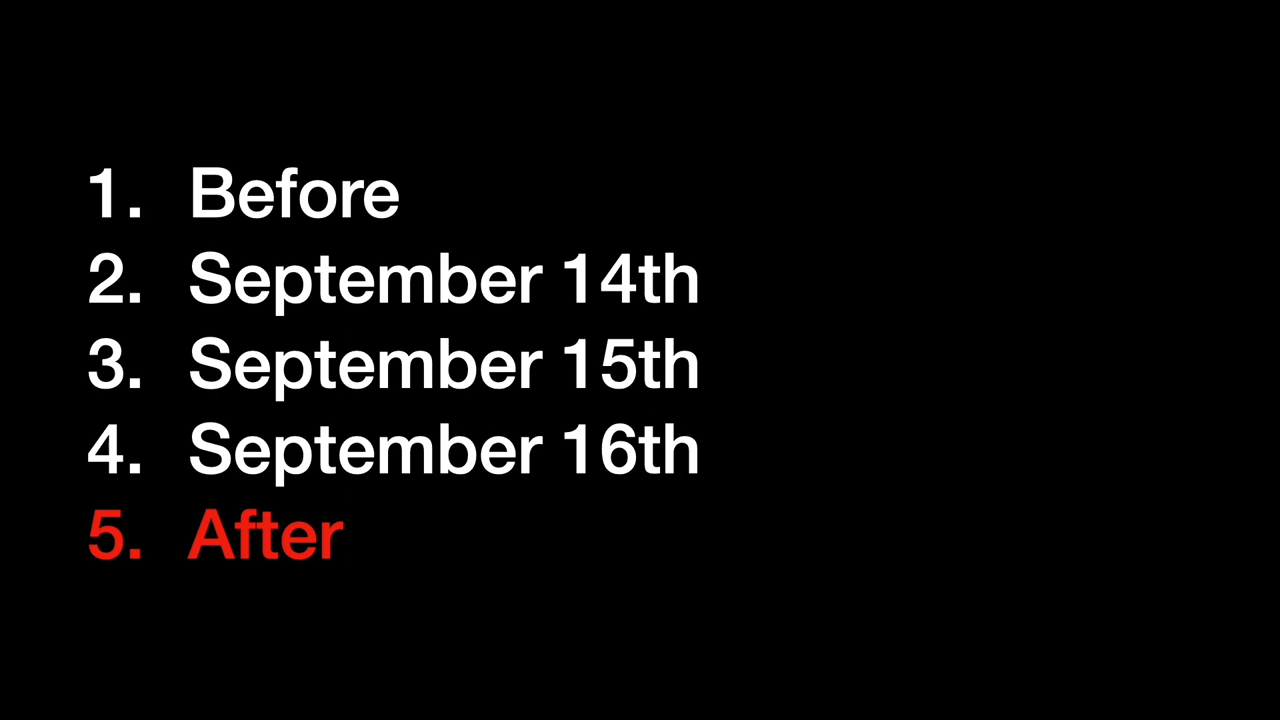 1. Before
2. September 14th
3. September 15th
4. September 16th
5. After